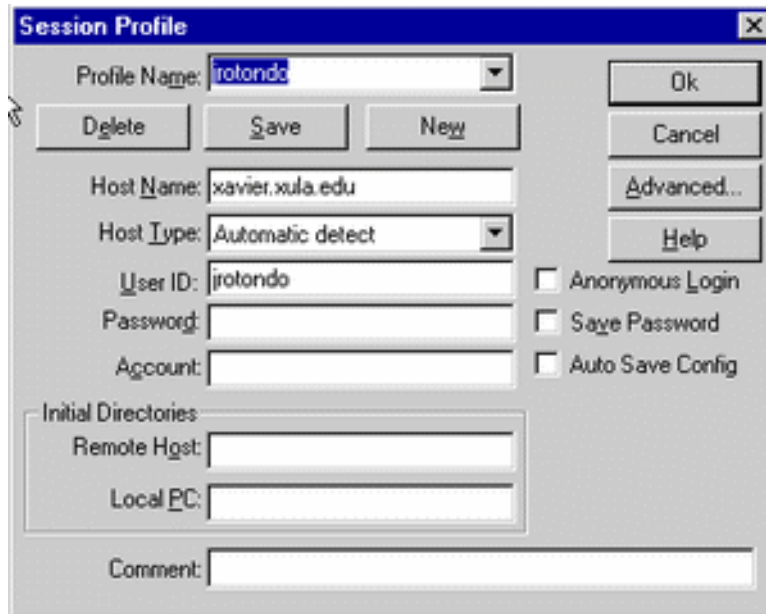 Session Profile
Profile Name: jrotondo
Ok
Delete Save New
Cancel
Host Name: xavier.xula.edu
Advanced...
Host Type: Automatic detect
Help
User ID: jrotondo
Anonymous Login
Password:
Save Password
Account:
Auto Save Config
Initial Directories
Remote Host:
Local PC:
Comment: